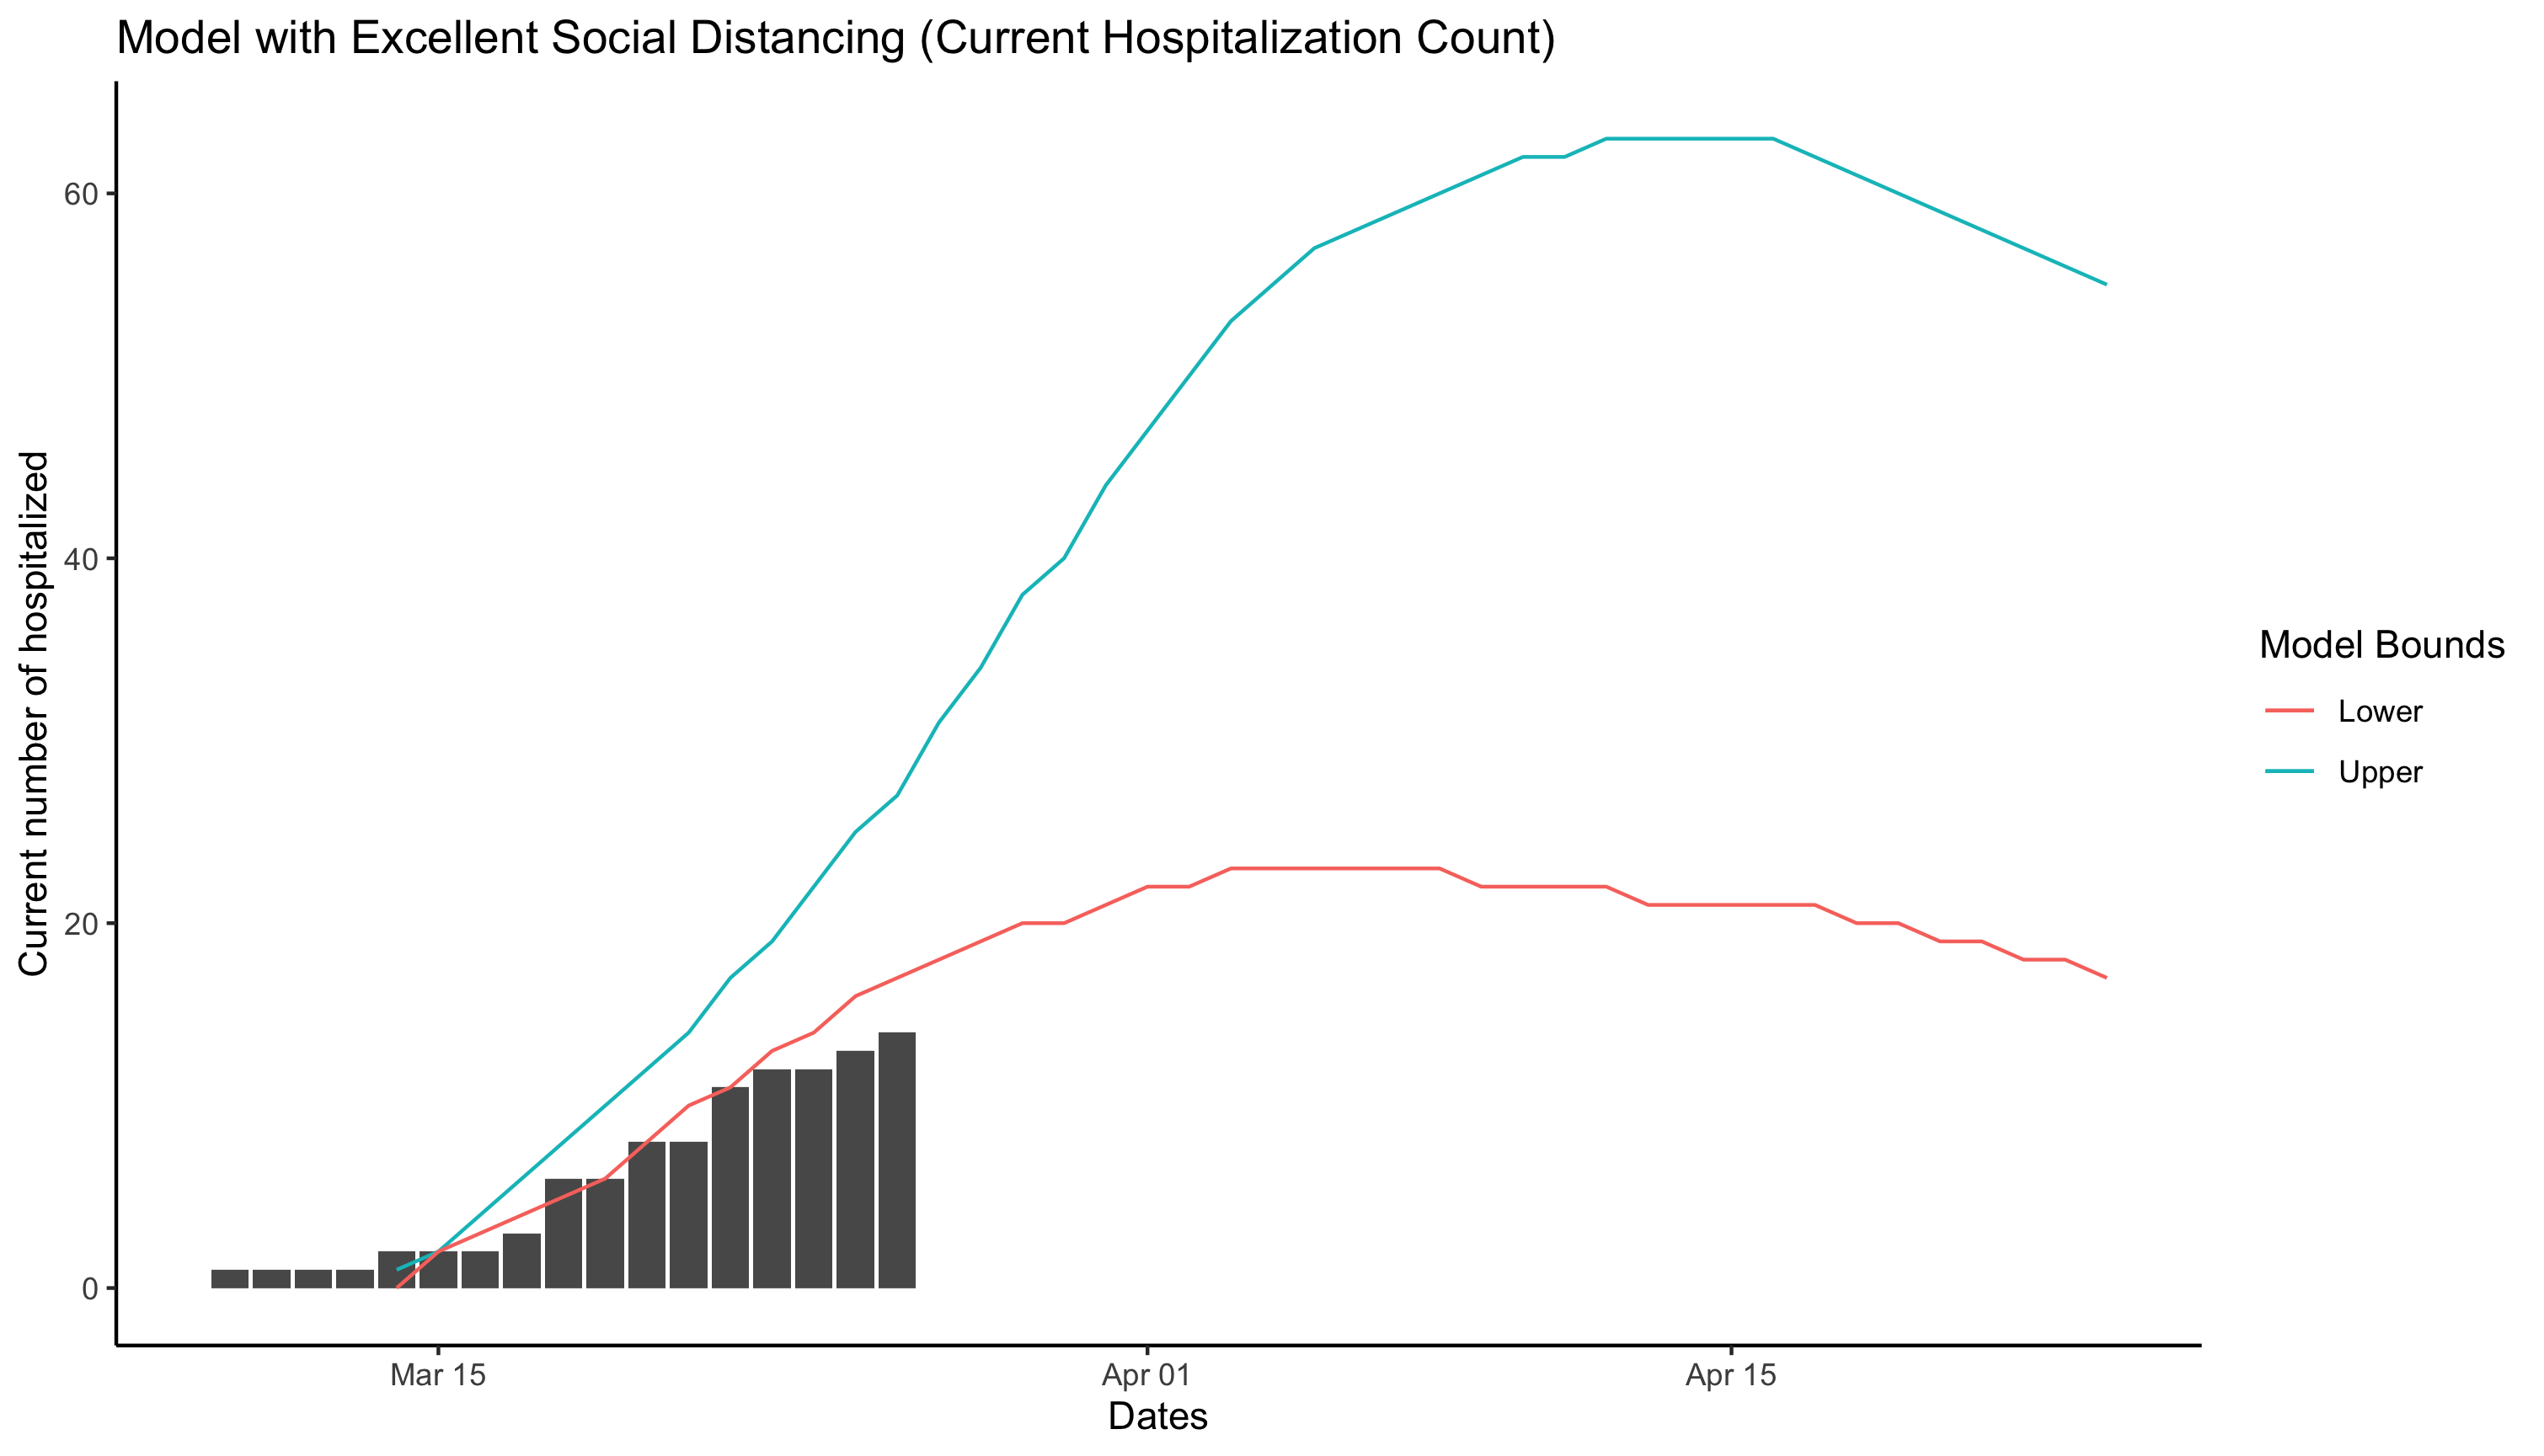 Model with Excellent Social Distancing (Current Hospitalization Count)
Current number of hospitalized
60
40
20
0
Mar 15
Apr 01
Apr 15
Dates
Model Bounds
Lower
Upper